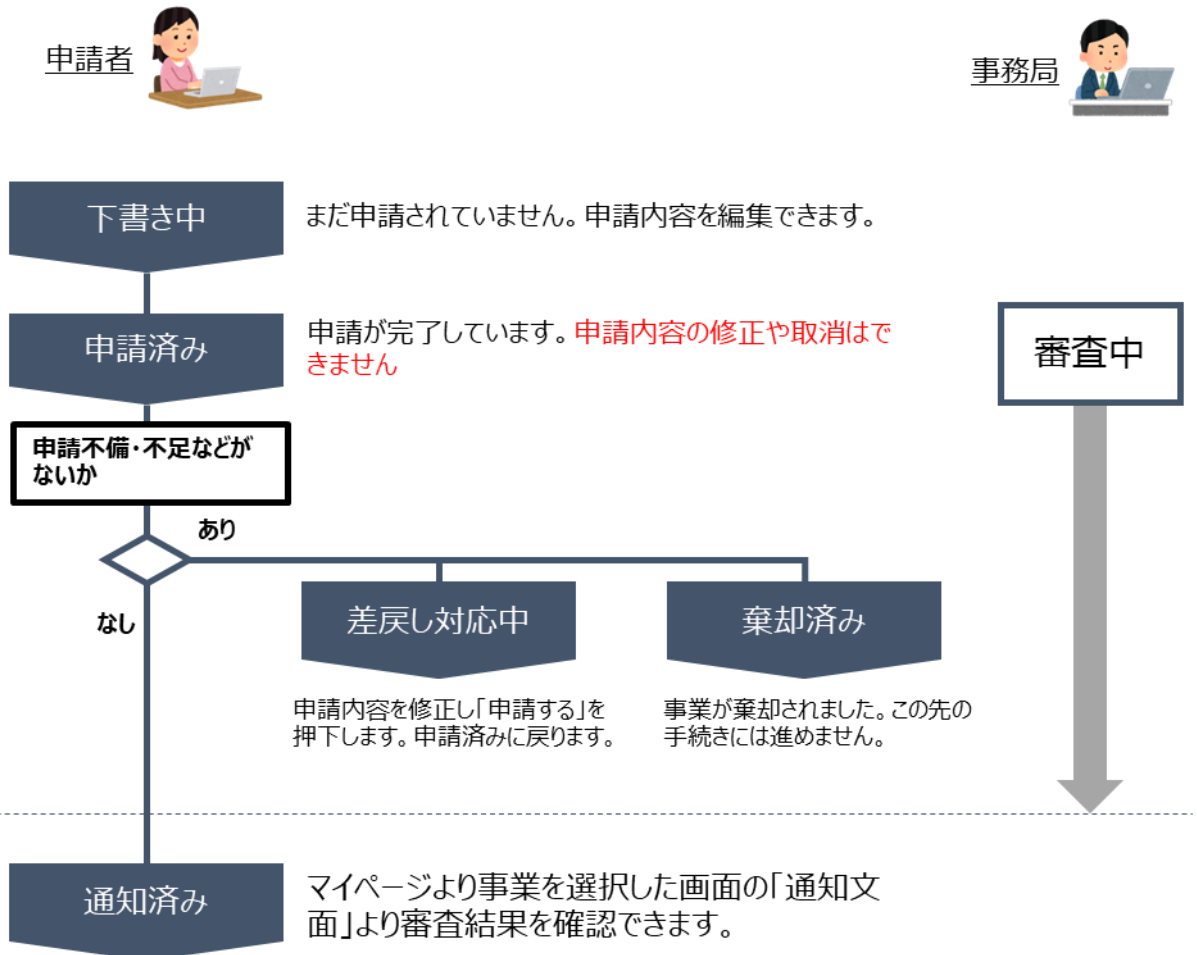 申請者
事務局
下書き中
まだ申請されていません。申請内容を編集できます。
申請済み
申請が完了しています。申請内容の修正や取消はで
きません
審査中
申請不備・不足などが
ないか
あり
なし
差戻し対応中
棄却済み
申請内容を修正し「申請する」を
押下します。申請済みに戻ります。
事業が棄却されました。この先の
手続きには進めません。
通知済み
マイページより事業を選択した画面の「通知文
面」より審査結果を確認できます。